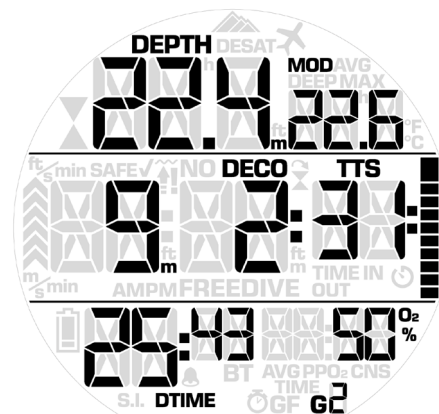 DEPTH DESAT
MOD AVG
DEEP MAX
22.4 ft m 22.6 °F °C
ft/min SAFE✓ NO DECO TTS
9 ft m 2: ft m 31:
m/min AMPM FREEDIVE TIME IN OUT
25:43 50 O₂ %
BT AVG PPO₂ CNS
S.I. DTIME TIME GF G2